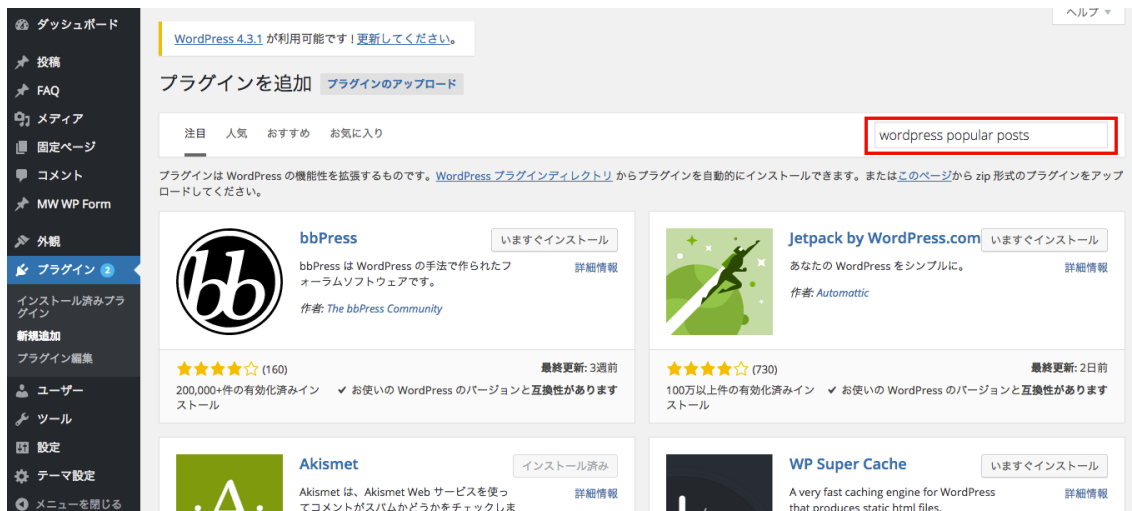 ダッシュボード
投稿
FAQ
メディア
固定ページ
コメント
MW WP Form
外観
プラグイン 2
インストール済みプラ
グイン
新規追加
プラグイン編集
ユーザー
ツール
設定
テーマ設定
メニューを閉じる
ヘルプ
WordPress 4.3.1 が利用可能です ! 更新してください。
プラグインを追加 プラグインのアップロード
注目 人気 おすすめ お気に入り
wordpress popular posts
プラグインは WordPress の機能性を拡張するものです。WordPress プラグインディレクトリ からプラグインを自動的にインストールできます。またはこのページから zip 形式のプラグインをアップ
ロードしてください。
bb
bbPress
いますぐインストール
bbPress は WordPress の手法で作られたフ
ォーラムソフトウェアです。
詳細情報
作者: The bbPress Community
(160)
最終更新: 3週前
200,000+件の有効化済みイン
ストール
お使いの WordPress のバージョンと互換性があります
Jetpack by WordPress.com
いますぐインストール
あなたの WordPress をシンプルに。
詳細情報
作者: Automattic
(730)
最終更新: 2日前
100万以上件の有効化済みイン
ストール
お使いの WordPress のバージョンと互換性があります
Akismet
インストール済み
Akismet は、Akismet Web サービスを使っ
てコメントがスパムかどうかをチェックしま
詳細情報
WP Super Cache
いますぐインストール
A very fast caching engine for WordPress
that produces static html files.
詳細情報